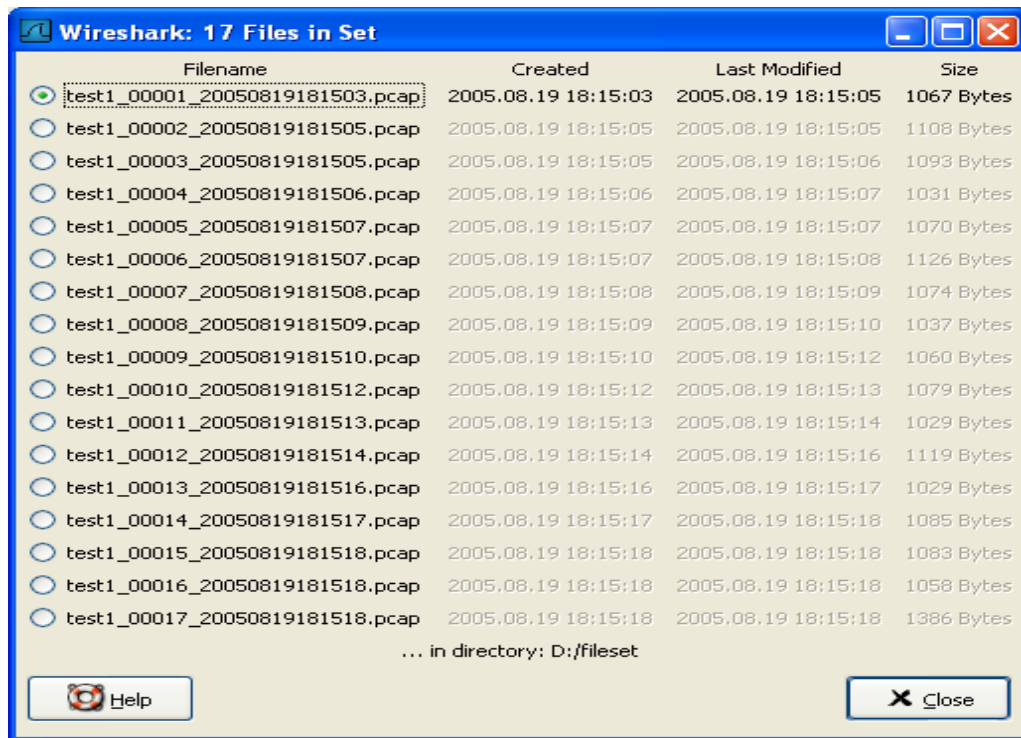 Wireshark: 17 Files in Set
Filename Created Last Modified Size
test1_00001_20050819181503.pcap 2005.08.19 18:15:03 2005.08.19 18:15:05 1067 Bytes
test1_00002_20050819181505.pcap 2005.08.19 18:15:05 2005.08.19 18:15:05 1108 Bytes
test1_00003_20050819181505.pcap 2005.08.19 18:15:05 2005.08.19 18:15:06 1093 Bytes
test1_00004_20050819181506.pcap 2005.08.19 18:15:06 2005.08.19 18:15:07 1031 Bytes
test1_00005_20050819181507.pcap 2005.08.19 18:15:07 2005.08.19 18:15:07 1070 Bytes
test1_00006_20050819181507.pcap 2005.08.19 18:15:07 2005.08.19 18:15:08 1126 Bytes
test1_00007_20050819181508.pcap 2005.08.19 18:15:08 2005.08.19 18:15:09 1074 Bytes
test1_00008_20050819181509.pcap 2005.08.19 18:15:09 2005.08.19 18:15:10 1037 Bytes
test1_00009_20050819181510.pcap 2005.08.19 18:15:10 2005.08.19 18:15:12 1060 Bytes
test1_00010_20050819181512.pcap 2005.08.19 18:15:12 2005.08.19 18:15:13 1079 Bytes
test1_00011_20050819181513.pcap 2005.08.19 18:15:13 2005.08.19 18:15:14 1029 Bytes
test1_00012_20050819181514.pcap 2005.08.19 18:15:14 2005.08.19 18:15:16 1119 Bytes
test1_00013_20050819181516.pcap 2005.08.19 18:15:16 2005.08.19 18:15:17 1029 Bytes
test1_00014_20050819181517.pcap 2005.08.19 18:15:17 2005.08.19 18:15:18 1085 Bytes
test1_00015_20050819181518.pcap 2005.08.19 18:15:18 2005.08.19 18:15:18 1083 Bytes
test1_00016_20050819181518.pcap 2005.08.19 18:15:18 2005.08.19 18:15:18 1058 Bytes
test1_00017_20050819181518.pcap 2005.08.19 18:15:18 2005.08.19 18:15:18 1386 Bytes
... in directory: D:/fileset
Help Close